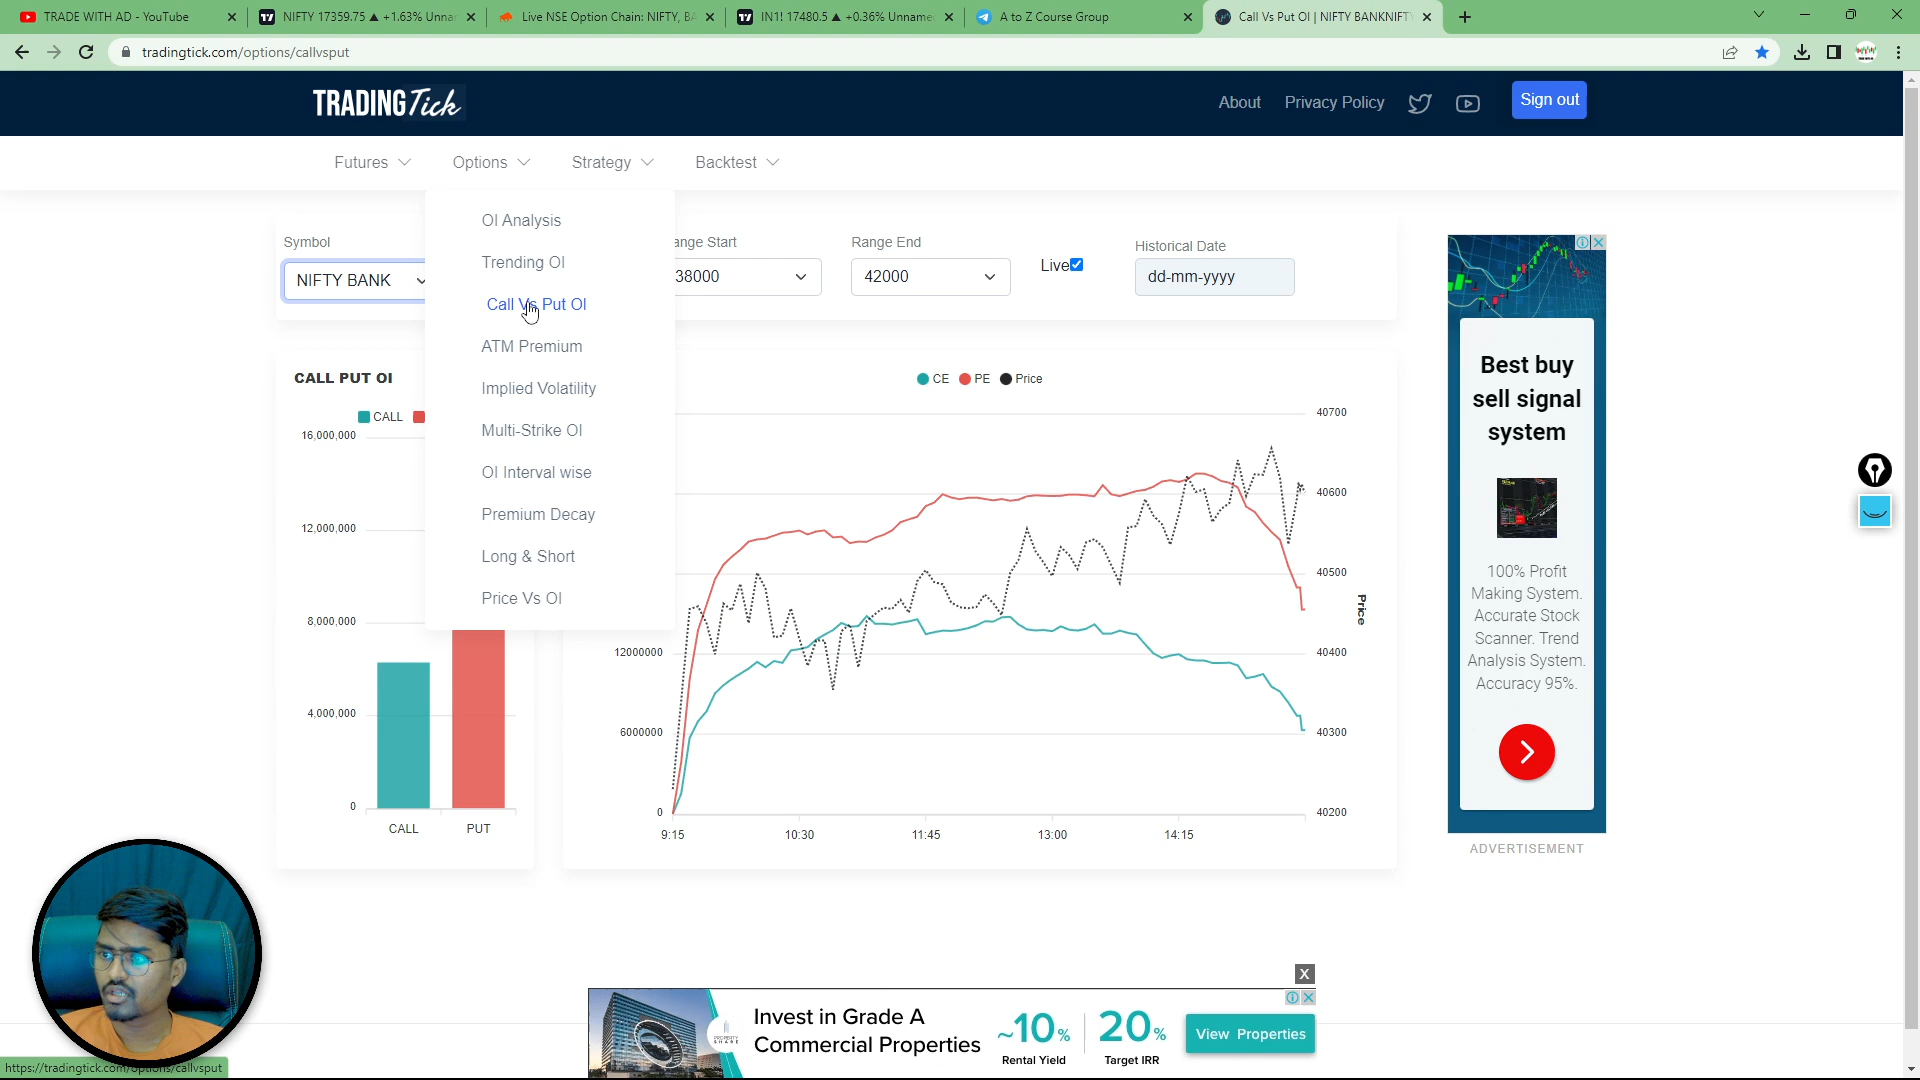 TRADE WITH AD - YouTube
NIFTY 17359.75 ▲ +1.63% Unnar
Live NSE Option Chain: NIFTY, BA
IN1! 17480.5 ▲ +0.36% Unname
A to Z Course Group
Call Vs Put OI | NIFTY BANKNIFT
tradingtick.com/options/callvsput
TRADING Tick
About
Privacy Policy
Sign out
Futures
Options
Strategy
Backtest
OI Analysis
Trending OI
Call Vs Put OI
ATM Premium
Implied Volatility
Multi-Strike OI
OI Interval wise
Premium Decay
Long & Short
Price Vs OI
Symbol
NIFTY BANK
ange Start
38000
Range End
42000
Live
Historical Date
dd-mm-yyyy
CALL PUT OI
CALL
16,000,000
12,000,000
8,000,000
4,000,000
0
CALL
PUT
CE
PE
Price
40700
40600
40500
40400
40300
40200
Price
12000000
6000000
0
9:15
10:30
11:45
13:00
14:15
Best buy
sell signal
system
100% Profit
Making System.
Accurate Stock
Scanner. Trend
Analysis System.
Accuracy 95%.
ADVERTISEMENT
X
PROPERTY
SHARE
Invest in Grade A
Commercial Properties
~10%
Rental Yield
20%
Target IRR
View Properties
https://tradingtick.com/options/callvsput